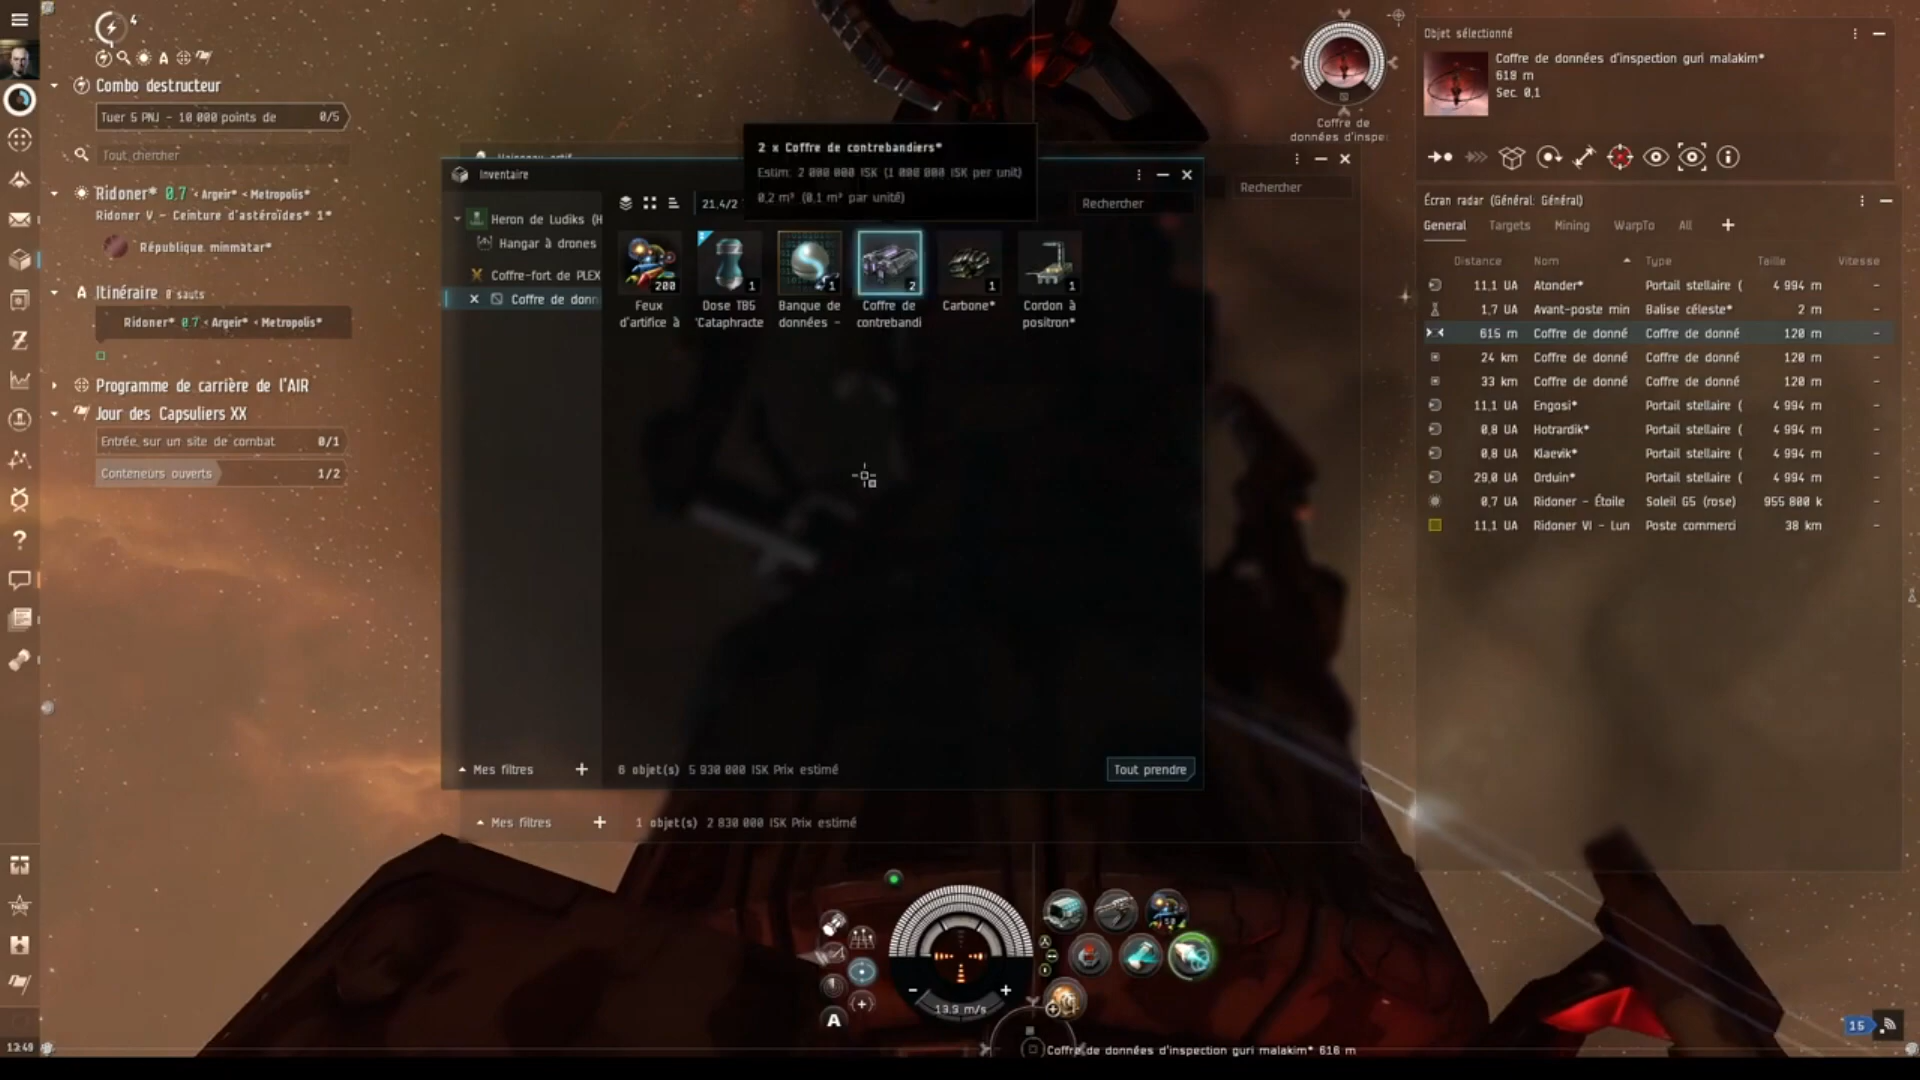 4
Combo destructeur
Tuer 5 PNJ - 10 000 points de 0/5
Tout chercher
Ridoner* 0,7 < Argeir* < Metropolis*
Ridoner V - Ceinture d'astéroïdes* 1*
République minmatar*
Itinéraire 8 sauts
Ridoner* 0,7 < Argeir* < Metropolis*
Programme de carrière de l'AIR
Jour des Capsuliers XX
Entrée sur un site de combat 0/1
Conteneurs ouverts 1/2
2 x Coffre de contrebandiers*
Estim: 2 000 000 ISK (1 000 000 ISK per unit)
0,2 m³ (0,1 m³ par unité)
Rechercher
Inventaire
21,4/2
Rechercher
Heron de Ludiks (H
Hangar à drones
Coffre-fort de PLEX
Coffre de donn
200
1
1
2
1
1
Feux d'artifice à
Dose T85 'Cataphracte
Banque de données -
Coffre de contrebandi
Carbone*
Cordon à positron*
Mes filtres
6 objet(s) 5 930 000 ISK Prix estimé
Tout prendre
Mes filtres
1 objet(s) 2 830 000 ISK Prix estimé
Coffre de
données d'inspe
Objet sélectionné
Coffre de données d'inspection guri malakim*
618 m
Sec. 0,1
Écran radar (Général: Général)
General Targets Mining WarpTo All
Distance Nom Type Taille Vitesse
11,1 UA Atonder* Portail stellaire ( 4 994 m -
1,7 UA Avant-poste min Balise céleste* 2 m -
615 m Coffre de donné Coffre de donné 120 m -
24 km Coffre de donné Coffre de donné 120 m -
33 km Coffre de donné Coffre de donné 120 m -
11,1 UA Engosi* Portail stellaire ( 4 994 m -
0,8 UA Hotrardik* Portail stellaire ( 4 994 m -
0,8 UA Klaevik* Portail stellaire ( 4 994 m -
29,0 UA Orduin* Portail stellaire ( 4 994 m -
0,7 UA Ridoner - Étoile Soleil G5 (rose) 955 800 k -
11,1 UA Ridoner VI - Lun Poste commerci 38 km -
13,3 m/s
A
Coffre de données d'inspection guri malakim* 616 m
15
12:49